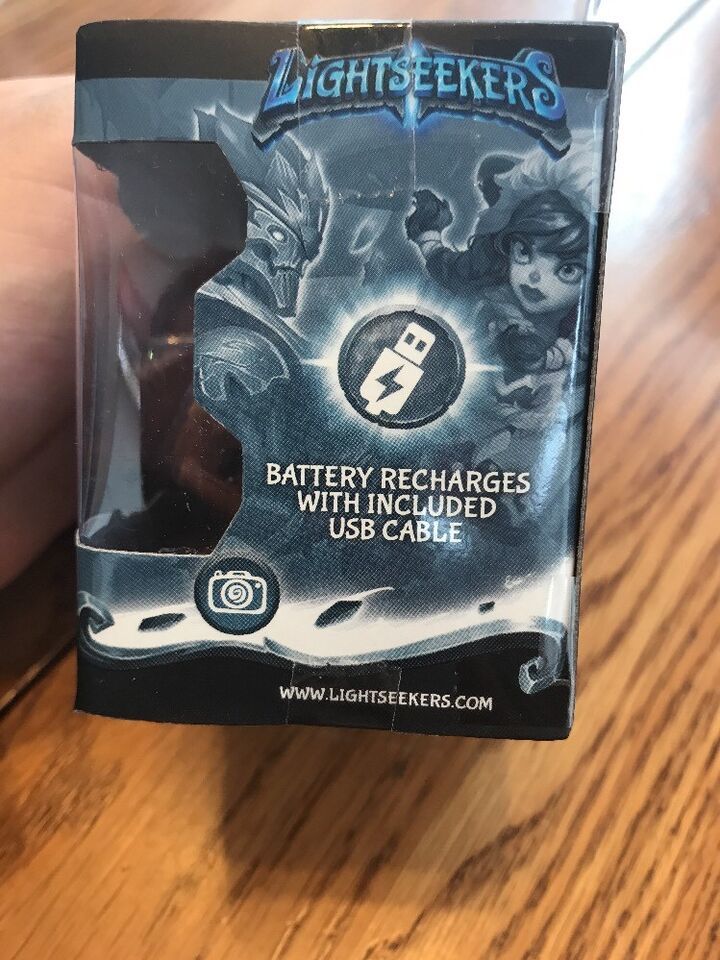 LIGHTSEEKERS
BATTERY RECHARGES
WITH INCLUDED
USB CABLE
WWW.LIGHTSEEKERS.COM